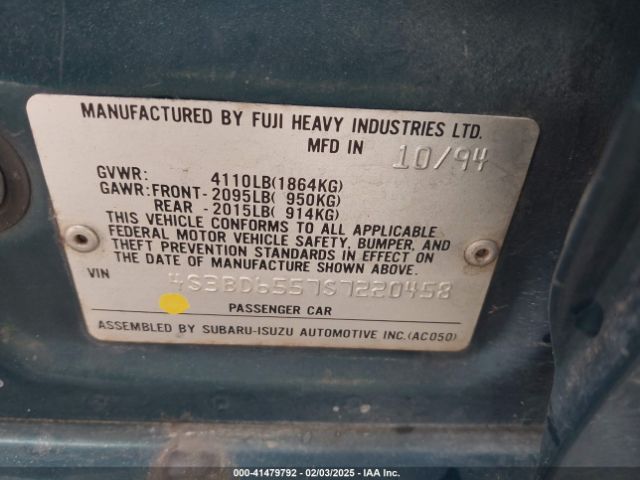 MANUFACTURED BY FUJI HEAVY INDUSTRIES LTD.
MFD IN 10/94
GVWR: 4110LB(1864KG)
GAWR:FRONT-2095LB( 950KG)
REAR -2015LB( 914KG)
THIS VEHICLE CONFORMS TO ALL APPLICABLE
FEDERAL MOTOR VEHICLE SAFETY, BUMPER, AND
THEFT PREVENTION STANDARDS IN EFFECT ON
THE DATE OF MANUFACTURE SHOWN ABOVE.
VIN 4S3BD6557S7220458
PASSENGER CAR
ASSEMBLED BY SUBARU-ISUZU AUTOMOTIVE INC.(AC050)
000-41479792 - 02/03/2025 - IAA Inc.